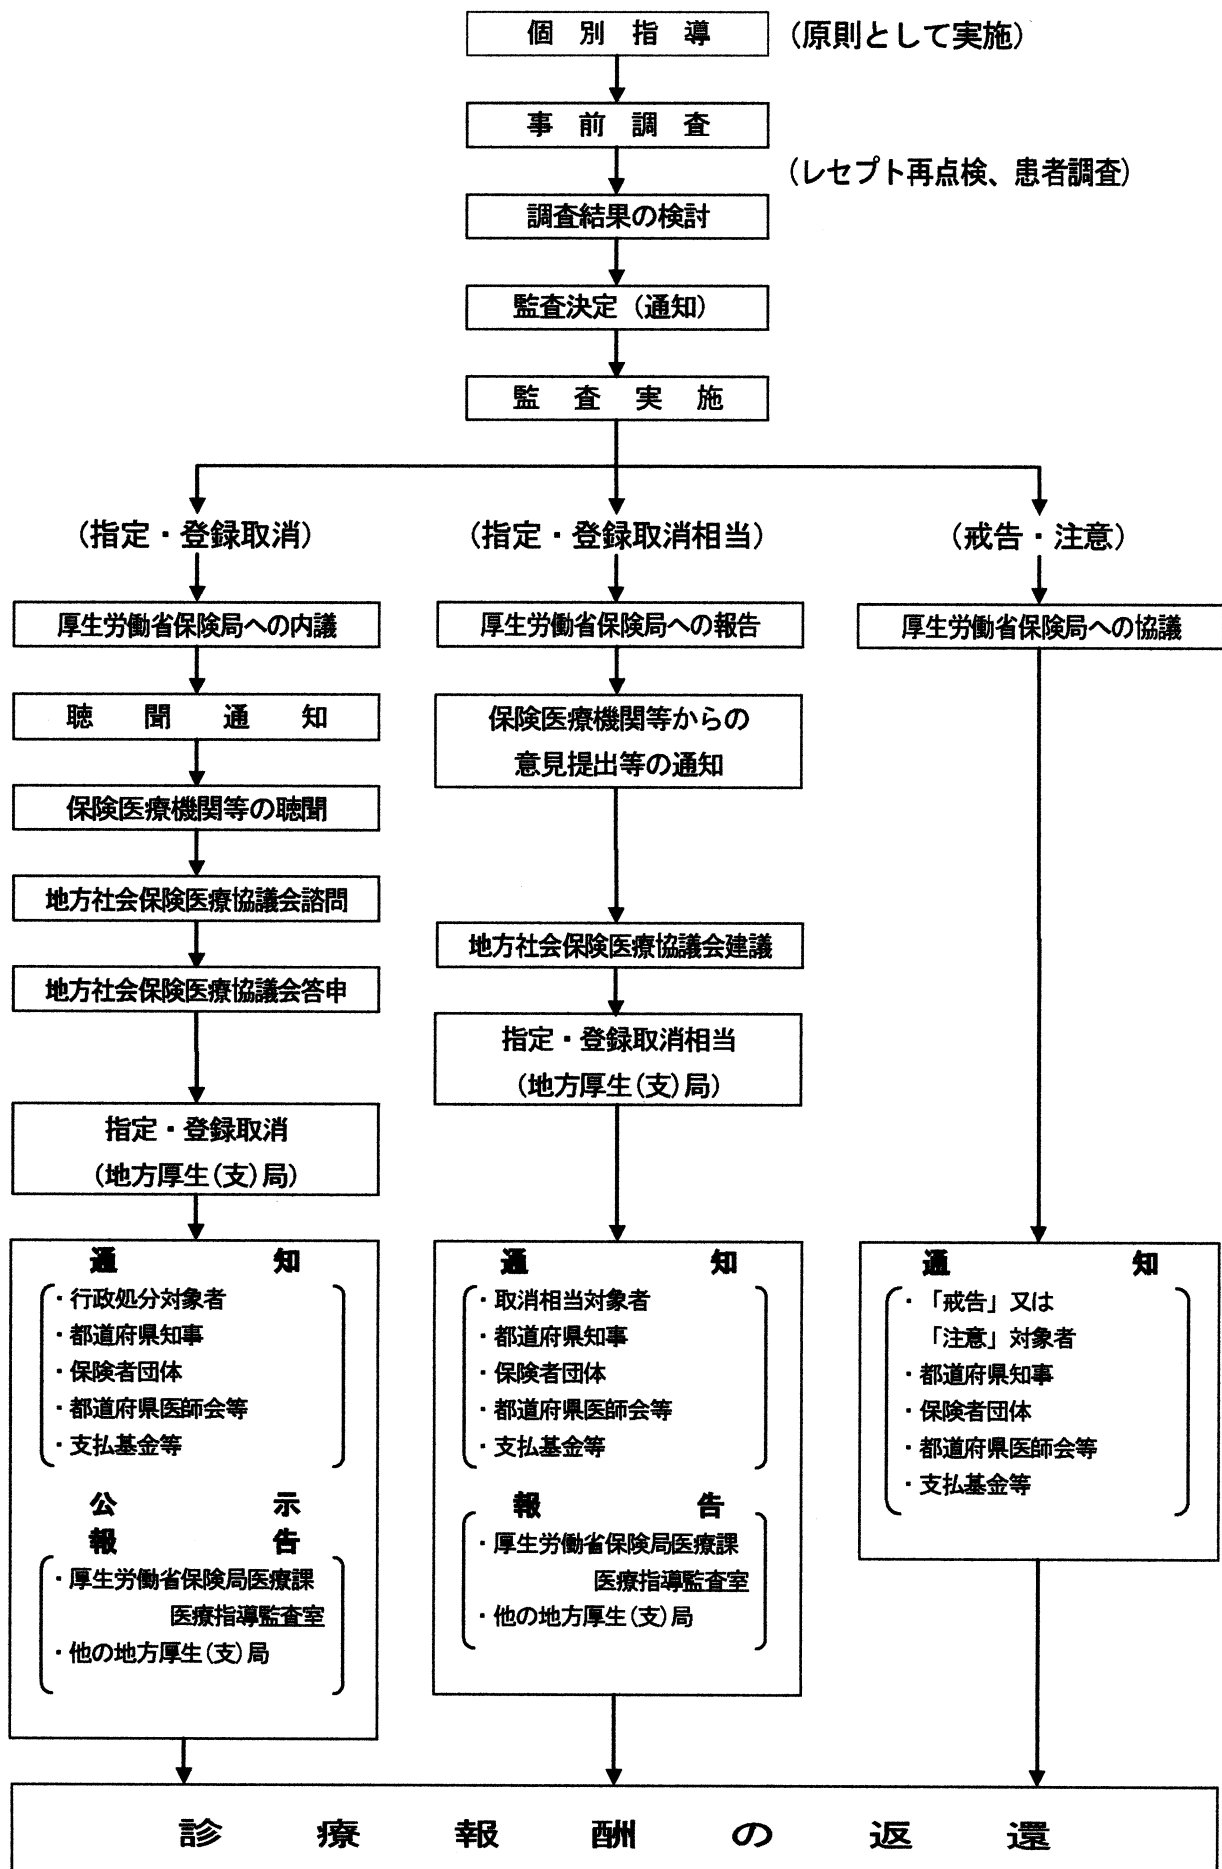 個別指導
（原則として実施）
事前調査
（レセプト再点検、患者調査）
調査結果の検討
監査決定（通知）
監査実施
（指定・登録取消）
厚生労働省保険局への内議
聴聞通知
保険医療機関等の聴聞
地方社会保険医療協議会諮問
地方社会保険医療協議会答申
指定・登録取消
（地方厚生(支)局）
通知
・行政処分対象者
・都道府県知事
・保険者団体
・都道府県医師会等
・支払基金等
公示
報告
・厚生労働省保険局医療課
医療指導監査室
・他の地方厚生(支)局
（指定・登録取消相当）
厚生労働省保険局への報告
保険医療機関等からの
意見提出等の通知
地方社会保険医療協議会建議
指定・登録取消相当
（地方厚生(支)局）
通知
・取消相当対象者
・都道府県知事
・保険者団体
・都道府県医師会等
・支払基金等
報告
・厚生労働省保険局医療課
医療指導監査室
・他の地方厚生(支)局
（戒告・注意）
厚生労働省保険局への協議
通知
・「戒告」又は
「注意」対象者
・都道府県知事
・保険者団体
・都道府県医師会等
・支払基金等
診療報酬の返還